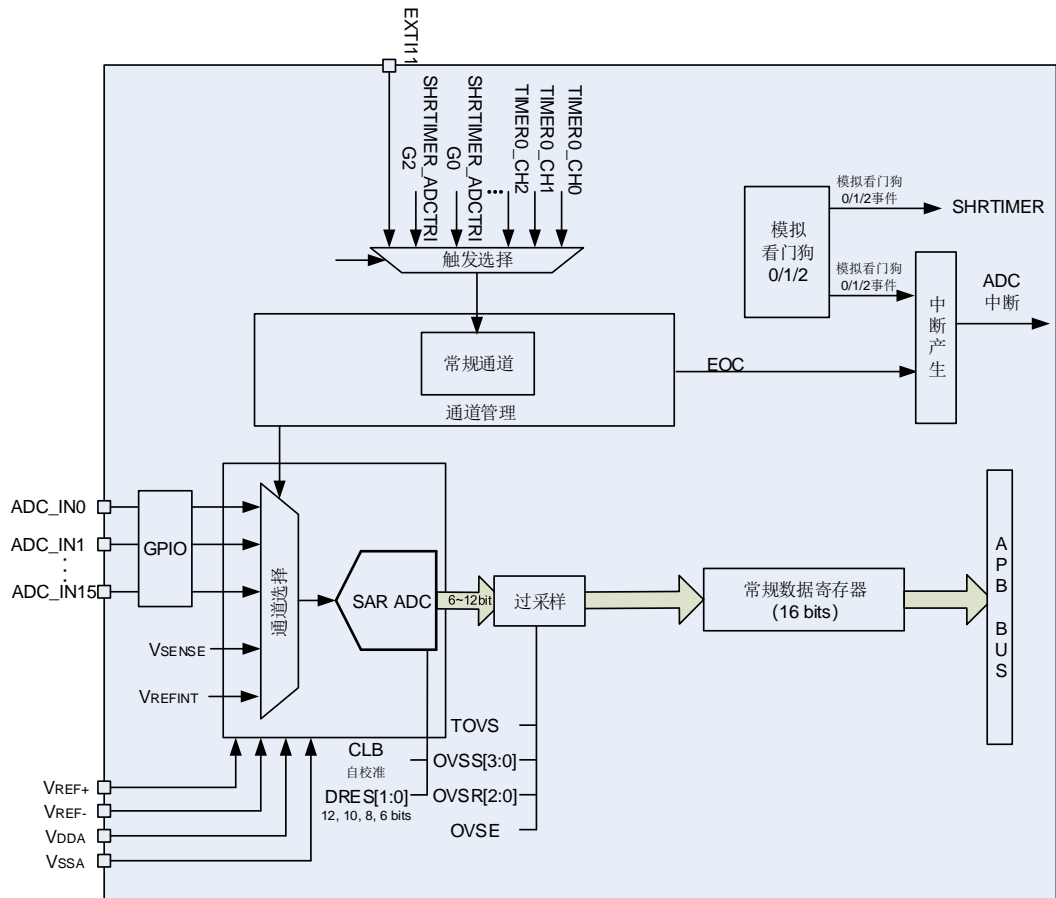 EXTI11
SHRTIMER_ADCTRI
G2
SHRTIMER_ADCTRI
G0
...
TIMER0_CH2
TIMER0_CH1
TIMER0_CH0
触发选择
模拟
看门狗
0/1/2
模拟看门狗
0/1/2事件
SHRTIMER
模拟看门狗
0/1/2事件
中断产生
ADC
中断
常规通道
通道管理
EOC
ADC_IN0
ADC_IN1
⋮
ADC_IN15
GPIO
VSENSE
VREFINT
通道选择
SAR ADC
6~12bit
过采样
常规数据寄存器
(16 bits)
APB BUS
TOVS
OVSS[3:0]
OVSR[2:0]
OVSE
CLB
自校准
DRES[1:0]
12, 10, 8, 6 bits
VREF+
VREF-
VDDA
VSSA